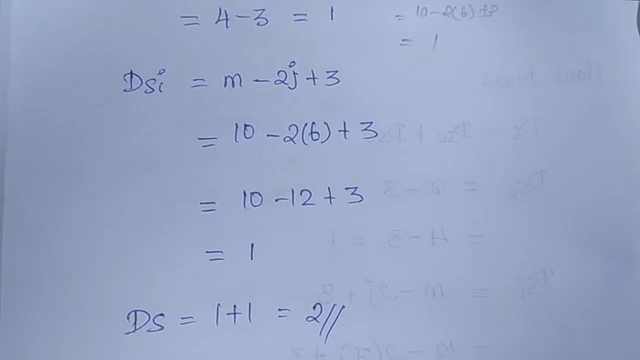 = 4-3 = 1
= 10-2(6)+3
= 1
Dsi = m-2j+3
= 10-2(6)+3
= 10-12+3
= 1
DS = 1+1 = 2//